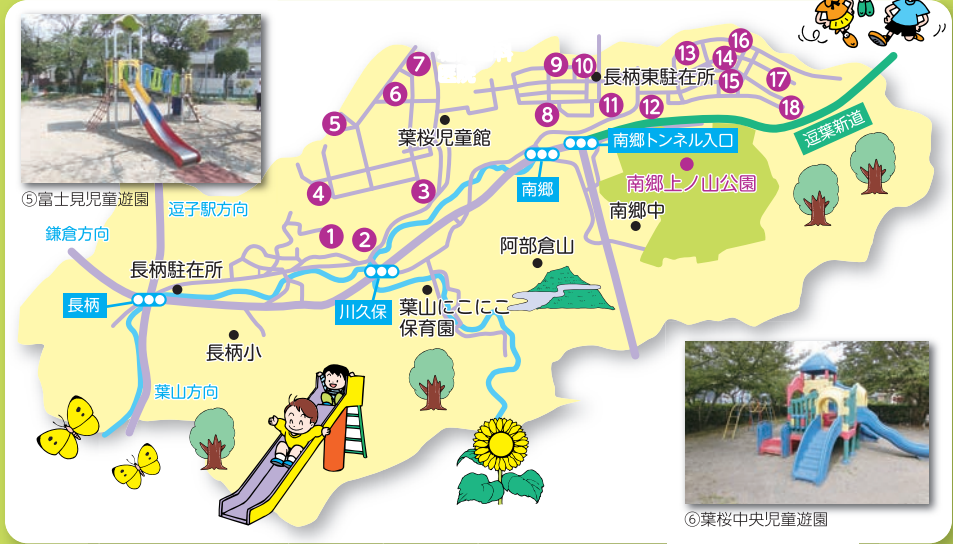 ⑤富士見児童遊園
逗子駅方向
鎌倉方向
長柄駐在所
長柄
長柄小
葉山方向
川久保
葉山にこにこ
保育園
1
2
3
4
5
6
7
葉桜児童館
8
9
10
長柄東駐在所
11
12
13
14
15
16
17
18
南郷トンネル入口
逗葉新道
南郷
南郷上ノ山公園
南郷中
阿部倉山
⑥葉桜中央児童遊園